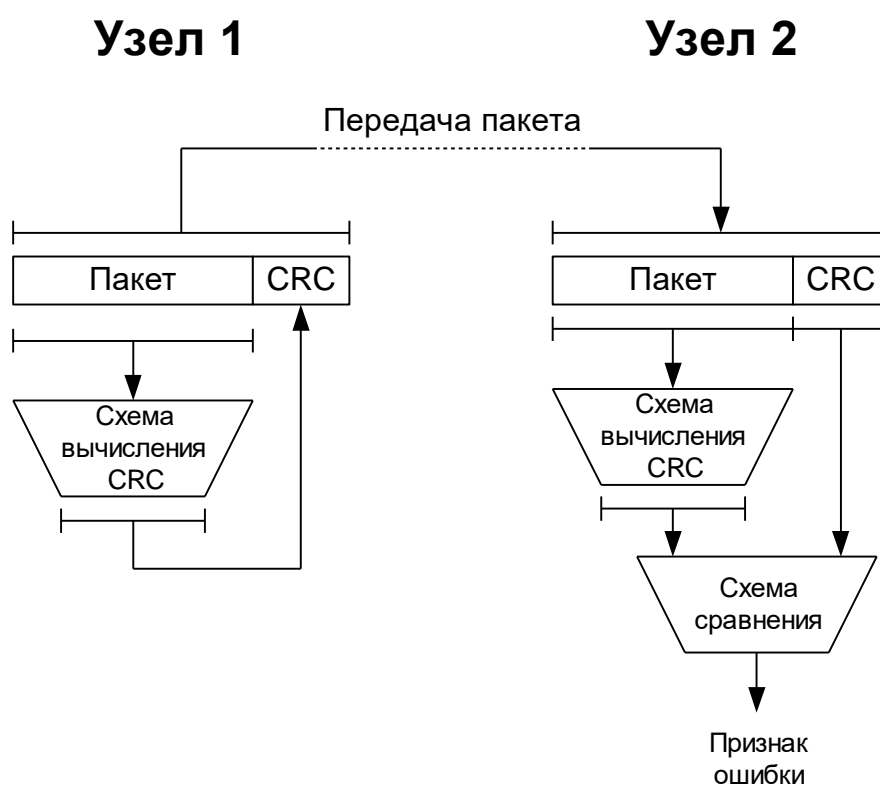 Узел 1
Узел 2
Передача пакета
Пакет
CRC
Пакет
CRC
Схема
вычисления
CRC
Схема
вычисления
CRC
Схема
сравнения
Признак
ошибки